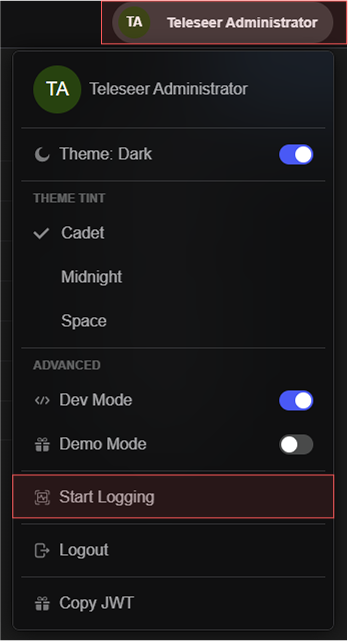 TA Teleseer Administrator
TA Teleseer Administrator
Theme: Dark
THEME TINT
Cadet
Midnight
Space
ADVANCED
Dev Mode
Demo Mode
Start Logging
Logout
Copy JWT